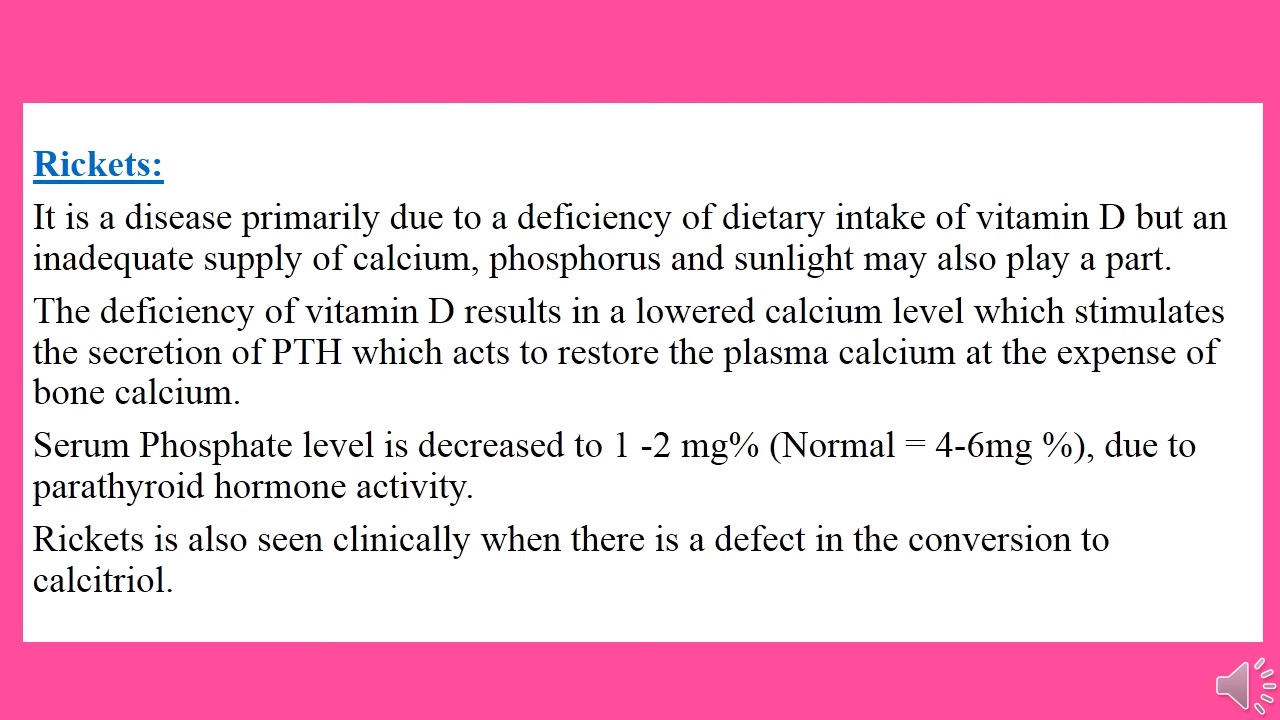 Rickets:
It is a disease primarily due to a deficiency of dietary intake of vitamin D but an
inadequate supply of calcium, phosphorus and sunlight may also play a part.
The deficiency of vitamin D results in a lowered calcium level which stimulates
the secretion of PTH which acts to restore the plasma calcium at the expense of
bone calcium.
Serum Phosphate level is decreased to 1 -2 mg% (Normal = 4-6mg %), due to
parathyroid hormone activity.
Rickets is also seen clinically when there is a defect in the conversion to
calcitriol.